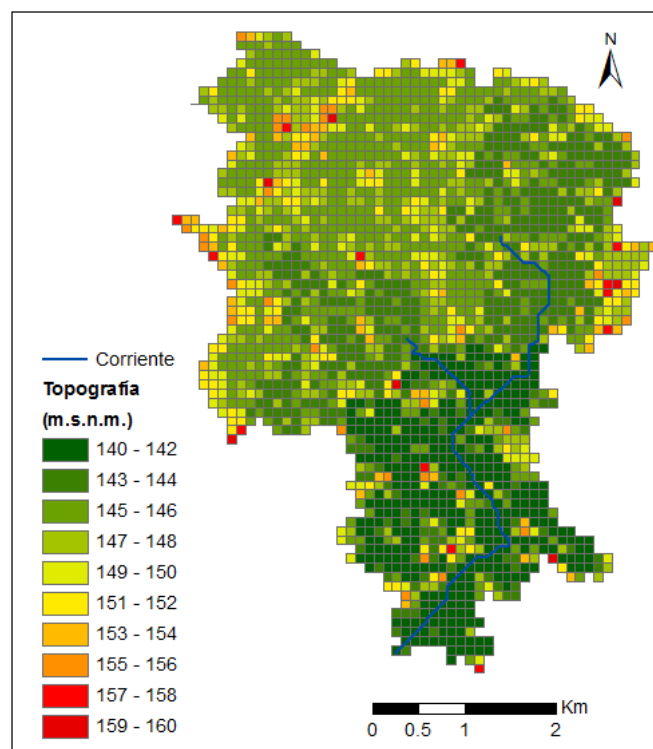 N
Corriente
Topografía
(m.s.n.m.)
140 - 142
143 - 144
145 - 146
147 - 148
149 - 150
151 - 152
153 - 154
155 - 156
157 - 158
159 - 160
Km
0 0.5 1 2